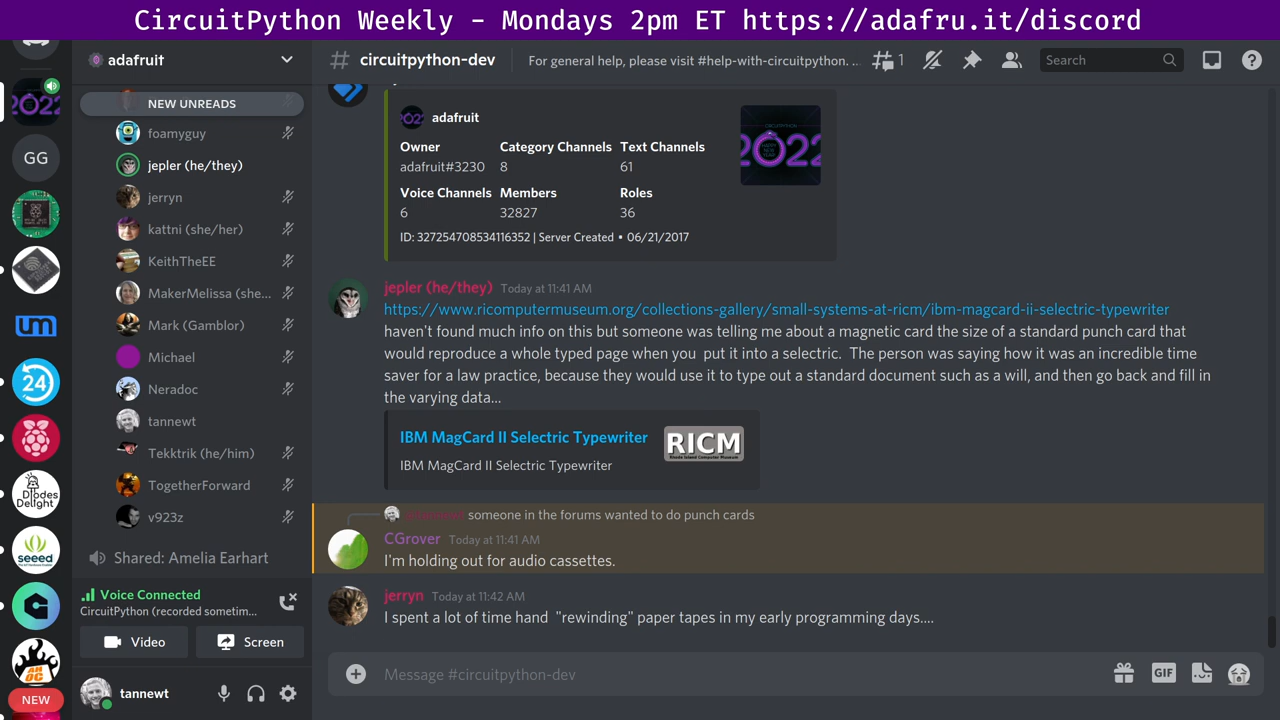 CircuitPython Weekly - Mondays 2pm ET https://adafru.it/discord
adafruit
# circuitpython-dev
For general help, please visit #help-with-circuitpython. ..
1
Search
NEW UNREADS
foamyguy
jepler (he/they)
jerryn
kattni (she/her)
KeithTheEE
MakerMelissa (she...
Mark (Gamblor)
Michael
Neradoc
tannewt
Tekktrik (he/him)
TogetherForward
v923z
Shared: Amelia Earhart
Voice Connected
CircuitPython (recorded sometim...
Video
Screen
tannewt
2022
GG
um
24
Diodes
Delight
seeed
NEW
adafruit
Owner
Category Channels
Text Channels
adafruit#3230
8
61
Voice Channels
Members
Roles
6
32827
36
ID: 327254708534116352 | Server Created • 06/21/2017
2022
jepler (he/they) Today at 11:41 AM
https://www.ricomputermuseum.org/collections-gallery/small-systems-at-ricm/ibm-magcard-ii-selectric-typewriter
haven't found much info on this but someone was telling me about a magnetic card the size of a standard punch card that
would reproduce a whole typed page when you put it into a selectric. The person was saying how it was an incredible time
saver for a law practice, because they would use it to type out a standard document such as a will, and then go back and fill in
the varying data...
IBM MagCard II Selectric Typewriter
IBM MagCard II Selectric Typewriter
RICM
someone in the forums wanted to do punch cards
CGrover Today at 11:41 AM
I'm holding out for audio cassettes.
jerryn Today at 11:42 AM
I spent a lot of time hand "rewinding" paper tapes in my early programming days....
Message #circuitpython-dev
GIF